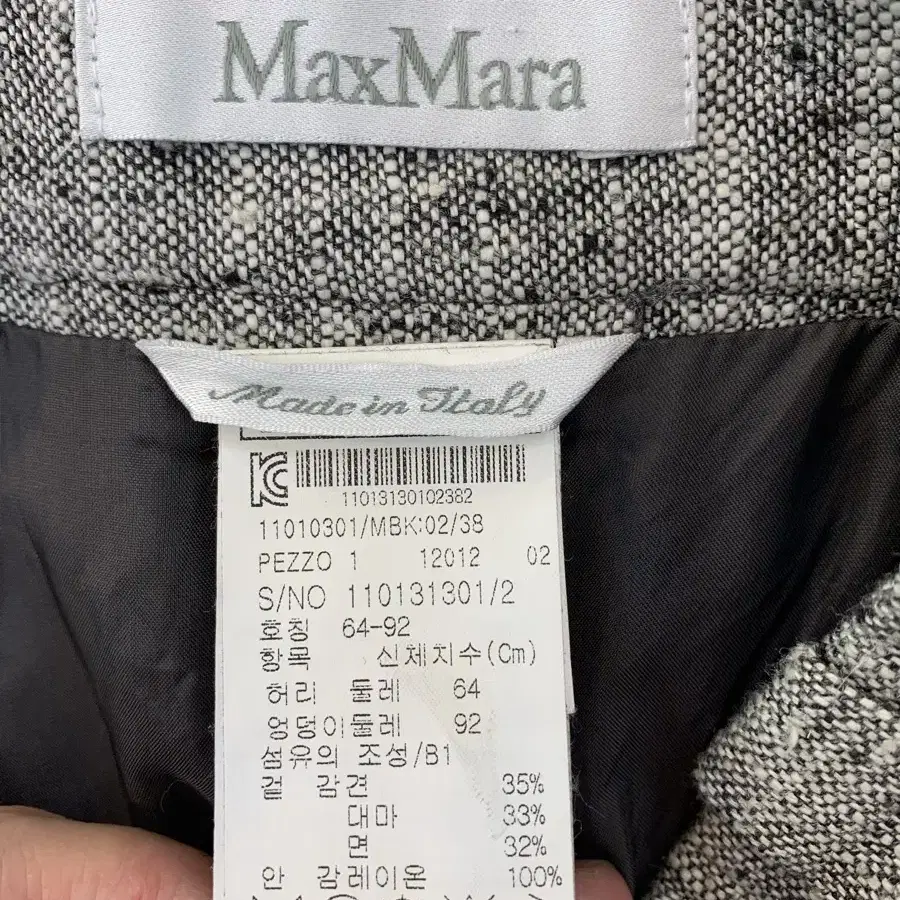 MaxMara
Made in Italy
11013130102382
11010301/MBK:02/38
PEZZO 1 12012 02
S/NO 110131301/2
호칭 64-92
항목 신체치수(Cm)
허리 둘레 64
엉덩이둘레 92
섬유의 조성/B1
겉 감견 35%
대마 33%
면 32%
안 감레이온 100%